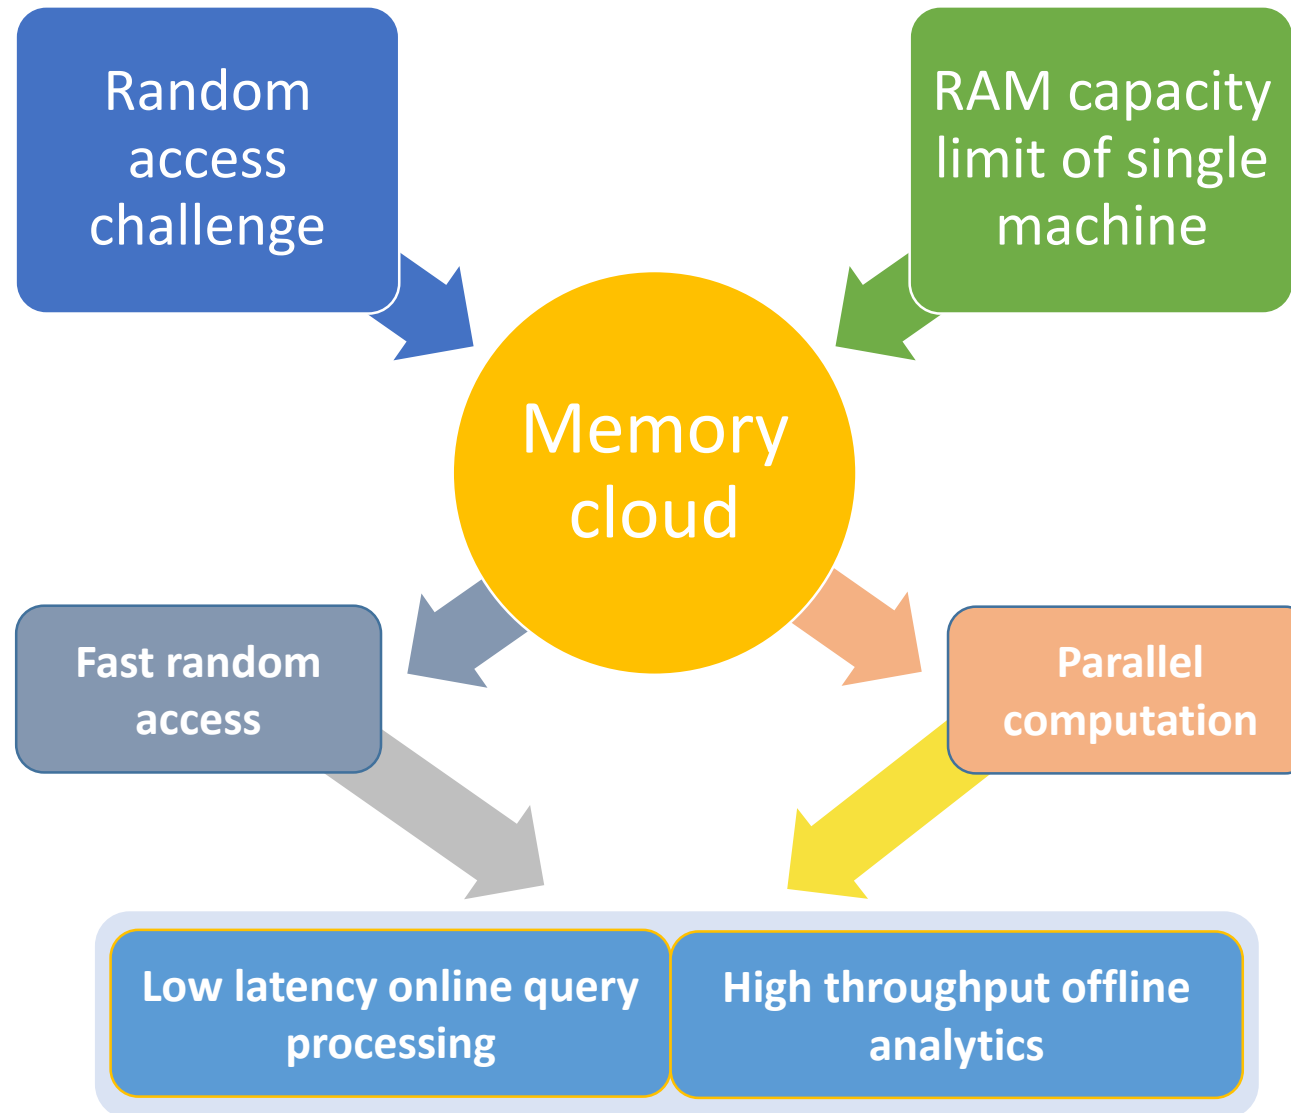 Random
access
challenge
RAM capacity
limit of single
machine
Memory
cloud
Fast random
access
Parallel
computation
Low latency online query
processing
High throughput offline
analytics